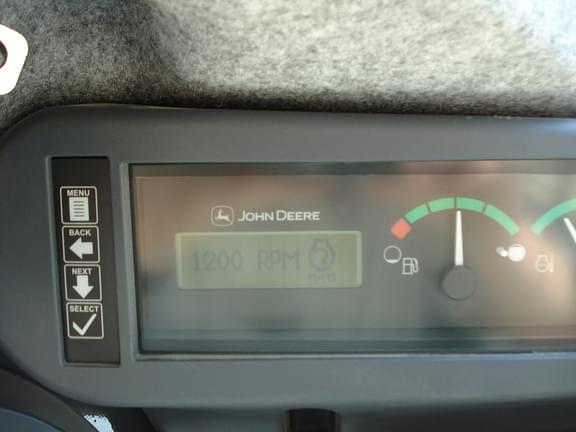 MENU
BACK
NEXT
SELECT
JOHN DEERE
1200 RPM